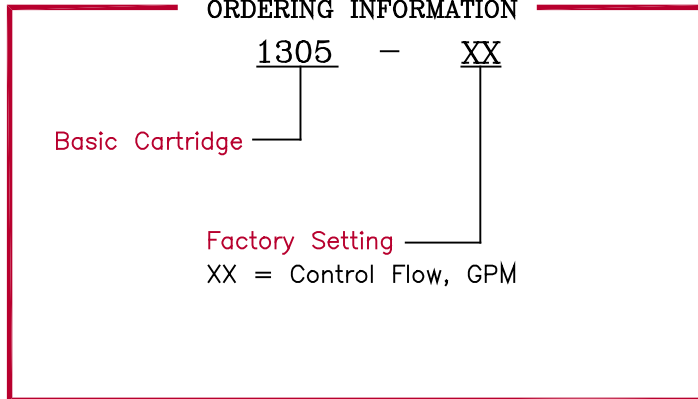 ORDERING INFORMATION
1305 - XX
Basic Cartridge
Factory Setting
XX = Control Flow, GPM